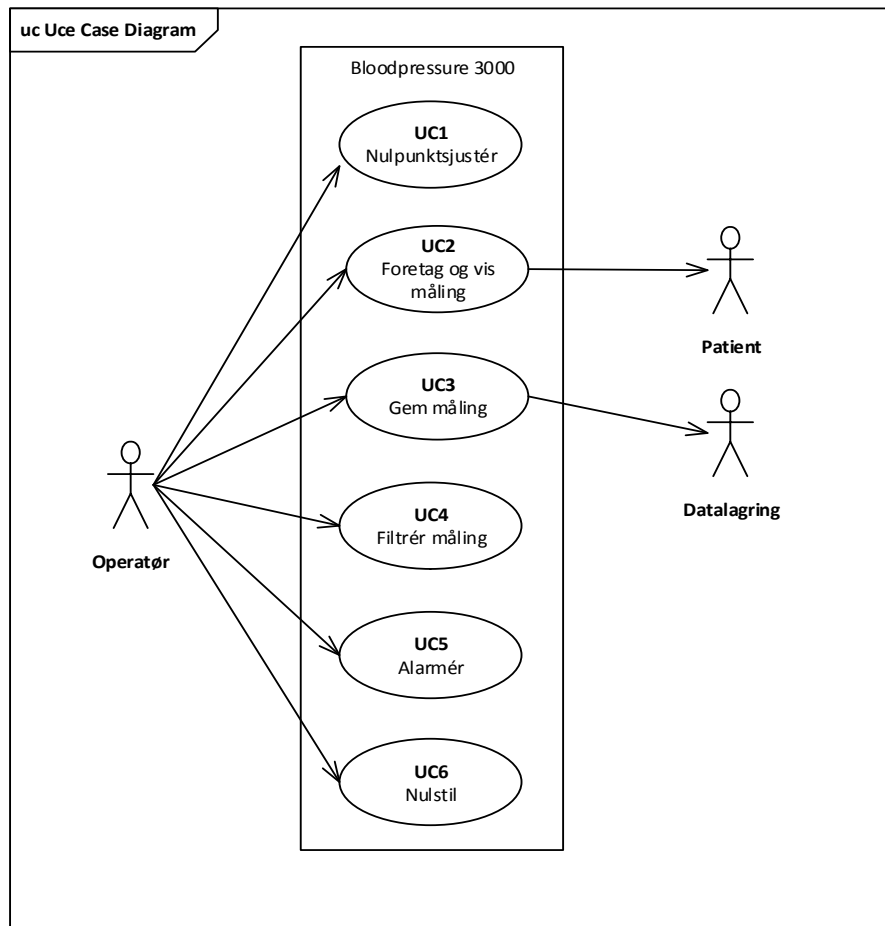 uc Uce Case Diagram
Bloodpressure 3000
UC1
Nulpunktsjustér
UC2
Foretag og vis
måling
UC3
Gem måling
UC4
Filtrér måling
UC5
Alarmér
UC6
Nulstil
Operatør
Patient
Datalagring